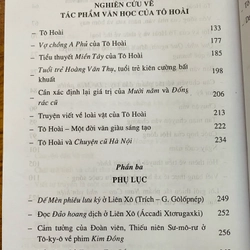 NGHIÊN CỨU VỀ
TÁC PHẨM VĂN HỌC CỦA TÔ HOÀI
– Tô Hoài 133
– Vợ chồng A Phủ của Tô Hoài 177
– Tiểu thuyết Miền Tây của Tô Hoài 185
– Tuổi trẻ Hoàng Văn Thụ, tuổi trẻ kiên cường bất
khuất 198
– Cần xác định lại giá trị của Mười năm và Đống
rác cũ 206
– Truyện viết về loài vật của Tô Hoài 213
– Tô Hoài – Một đời văn giàu sáng tạo 222
– Tô Hoài và Chuyện cũ Hà Nội 234
Phần ba
PHỤ LỤC
– Dế Mèn phiêu lưu ký ở Liên Xô (Trích – G. Gôlôpnép) 249
– Đọc Đảo hoang dịch ở Liên Xô (Accađi Xtơrugaxki) 251
– Cảm tưởng của Đoàn viên, Thiếu niên Sư-mô-rư ở
Tô-ky-ô về phim Kim Đồng 256